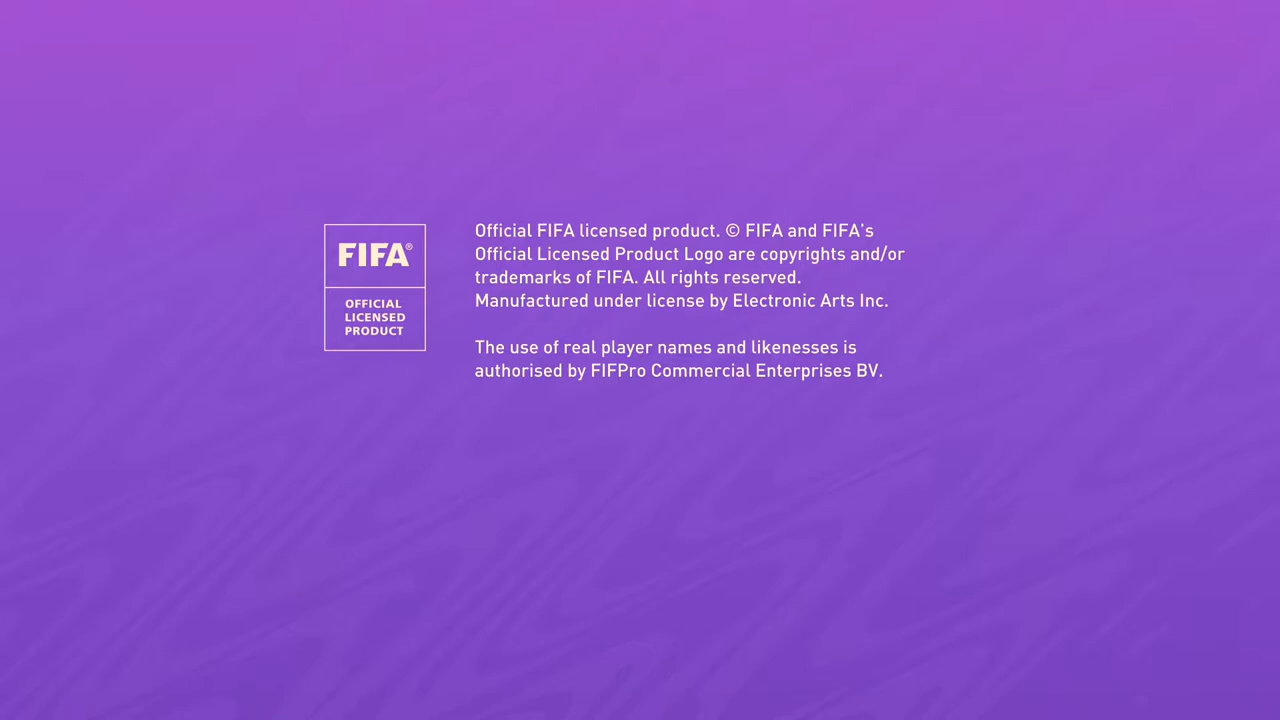 FIFA®
OFFICIAL
LICENSED
PRODUCT
Official FIFA licensed product. © FIFA and FIFA's
Official Licensed Product Logo are copyrights and/or
trademarks of FIFA. All rights reserved.
Manufactured under license by Electronic Arts Inc.
The use of real player names and likenesses is
authorised by FIFPro Commercial Enterprises BV.